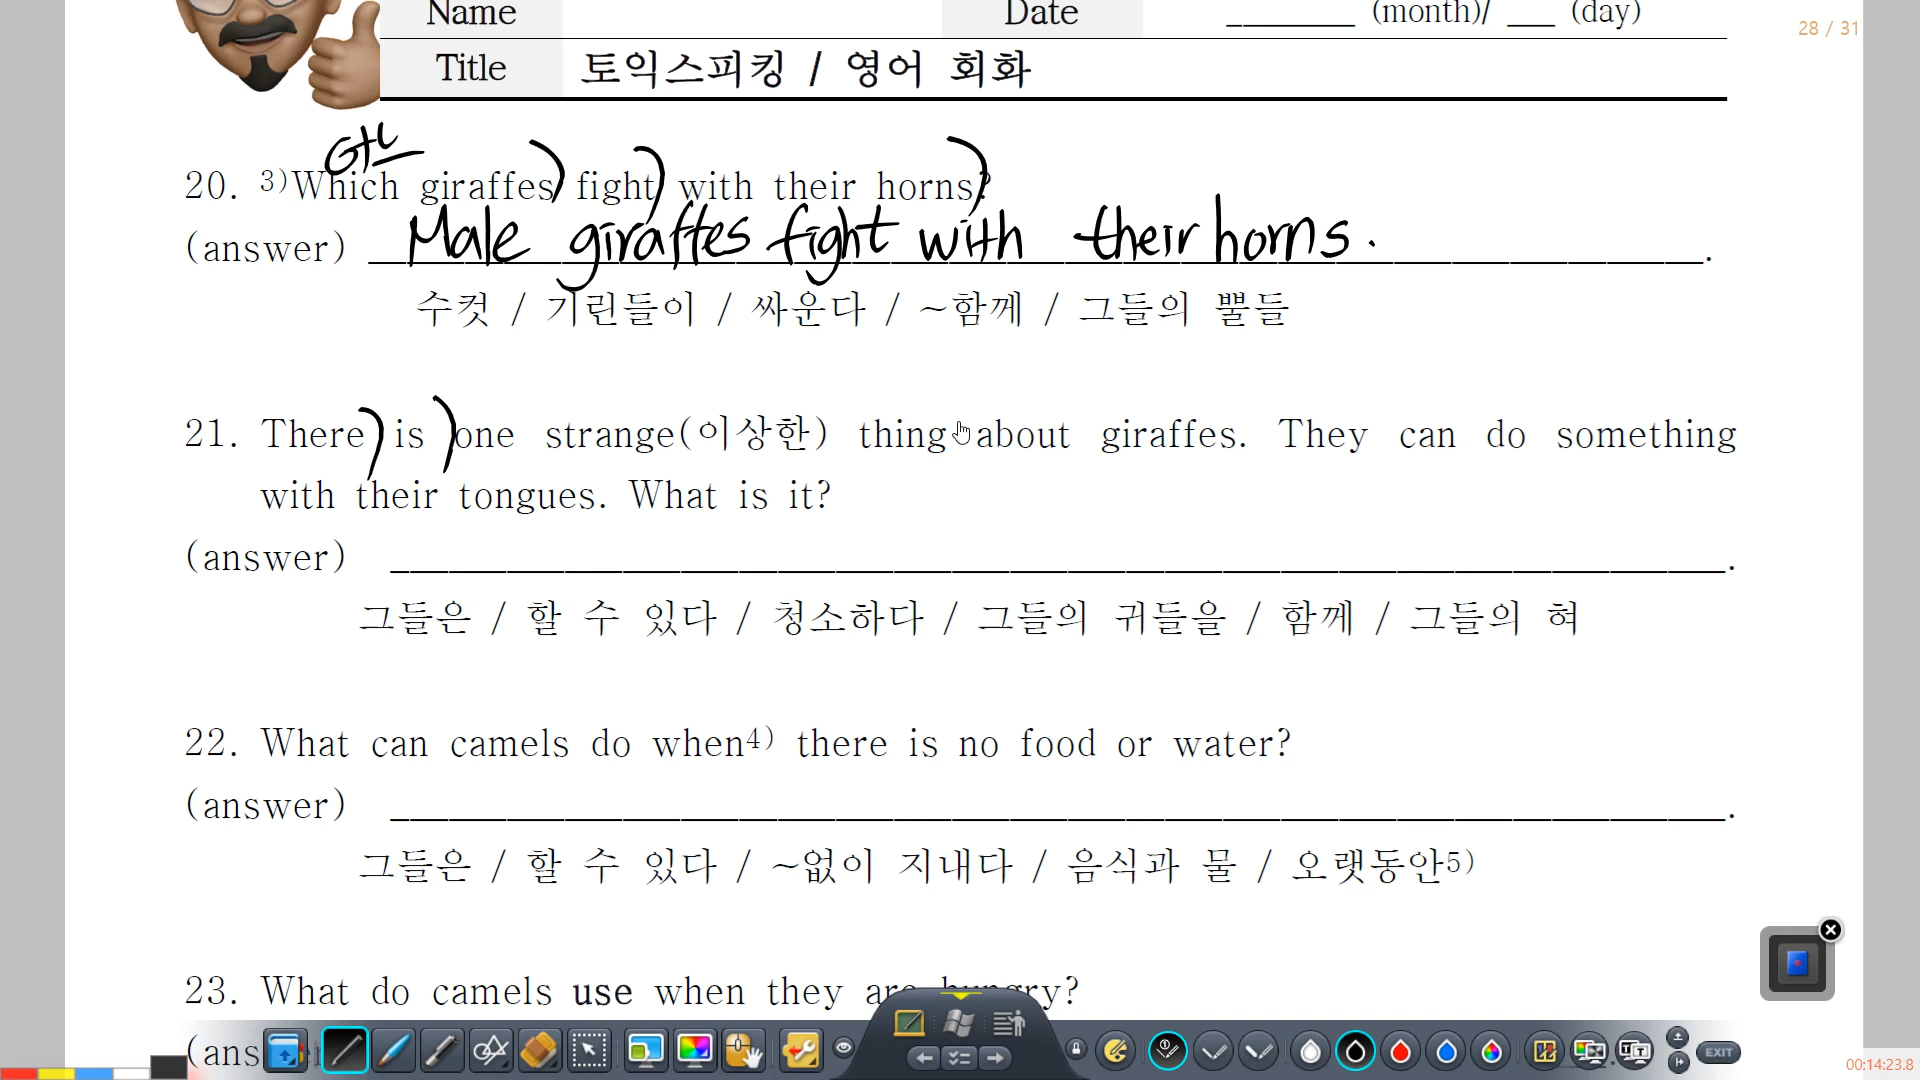 Name Date ________ (month)/ ___ (day)
28 / 31
Title 토익스피킹 / 영어 회화
20. 3)Which giraffes fight with their horns?
(answer) Male giraffes fight with their horns.
수컷 / 기린들이 / 싸운다 / ~함께 / 그들의 뿔들
21. There is one strange(이상한) thing about giraffes. They can do something
with their tongues. What is it?
(answer) ____________________.
그들은 / 할 수 있다 / 청소하다 / 그들의 귀들을 / 함께 / 그들의 혀
22. What can camels do when4) there is no food or water?
(answer) ____________________.
그들은 / 할 수 있다 / ~없이 지내다 / 음식과 물 / 오랫동안5)
23. What do camels use when they are hungry?
(ans
EXIT
00:14:23.8